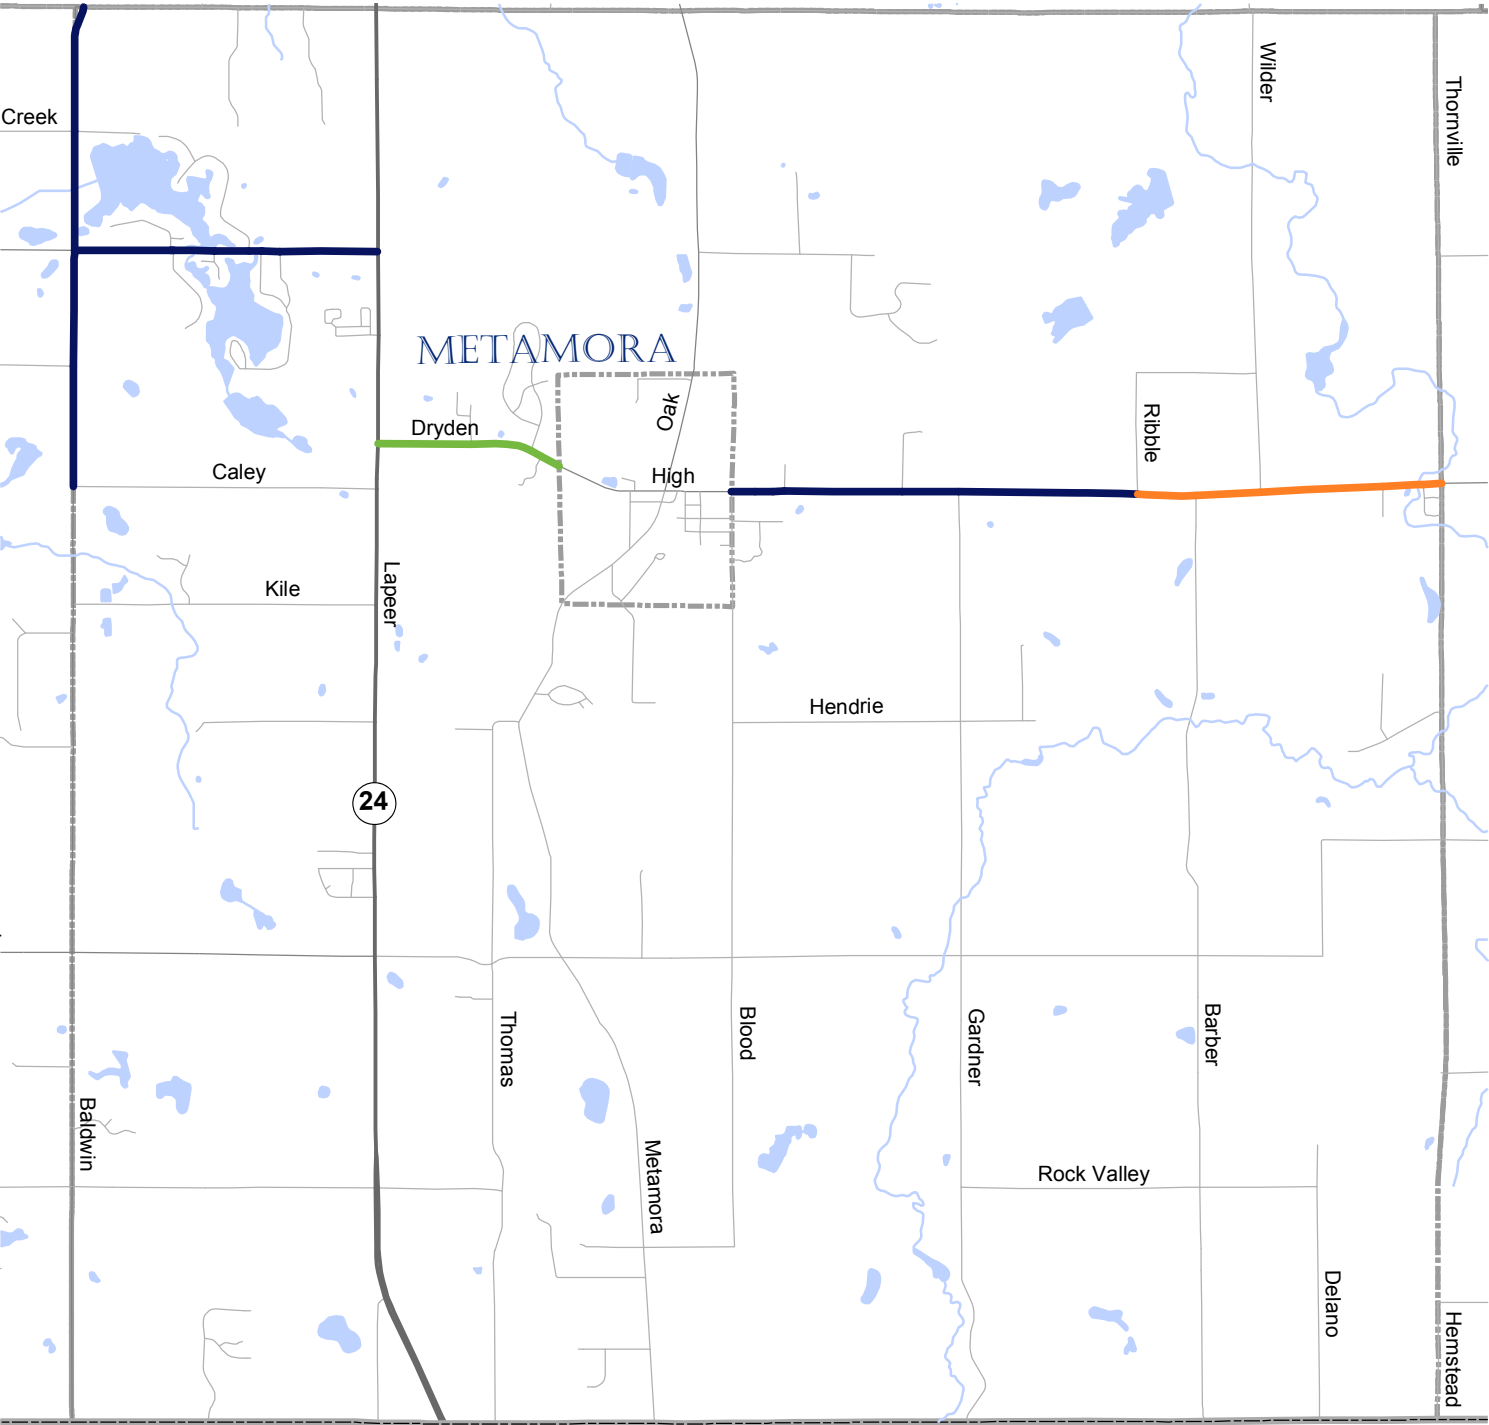 Wilder
Thornville
Creek
METAMORA
Oak
Ribble
Dryden
High
Caley
Lapeer
Kile
Hendrie
24
Thomas
Blood
Gardner
Barber
Baldwin
Metamora
Rock Valley
Delano
Hemstead